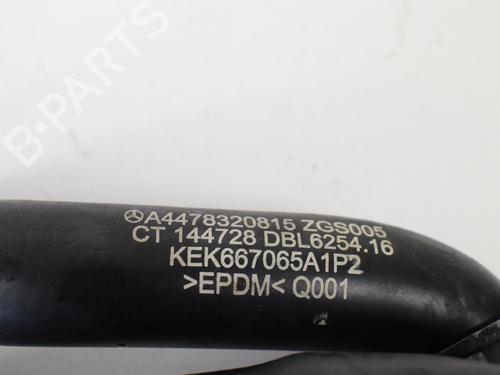 A4478320815 ZGS005
CT 144728 DBL6254.16
KEK667065A1P2
>EPDM< Q001
B-PARTS